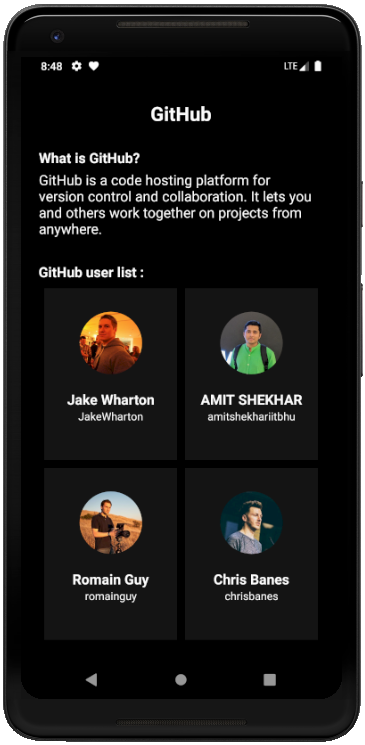 8:48
LTE
GitHub
What is GitHub?
GitHub is a code hosting platform for
version control and collaboration. It lets you
and others work together on projects from
anywhere.
GitHub user list :
Jake Wharton
JakeWharton
AMIT SHEKHAR
amitshekhariitbhu
Romain Guy
romainguy
Chris Banes
chrisbanes